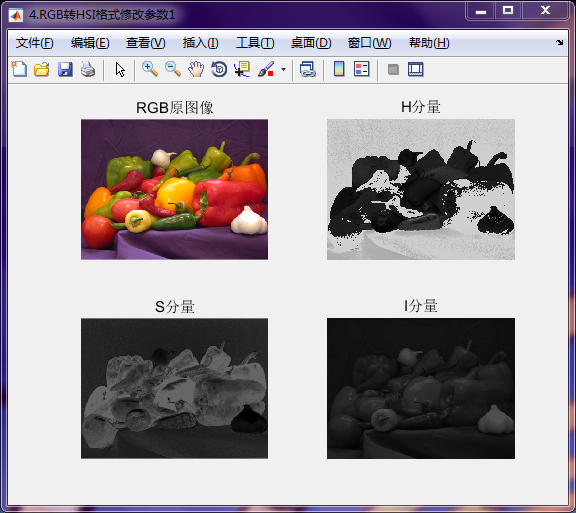 4.RGB转HSI格式修改参数1
文件(F) 编辑(E) 查看(V) 插入(I) 工具(T) 桌面(D) 窗口(W) 帮助(H)
RGB原图像 H分量
S分量 I分量